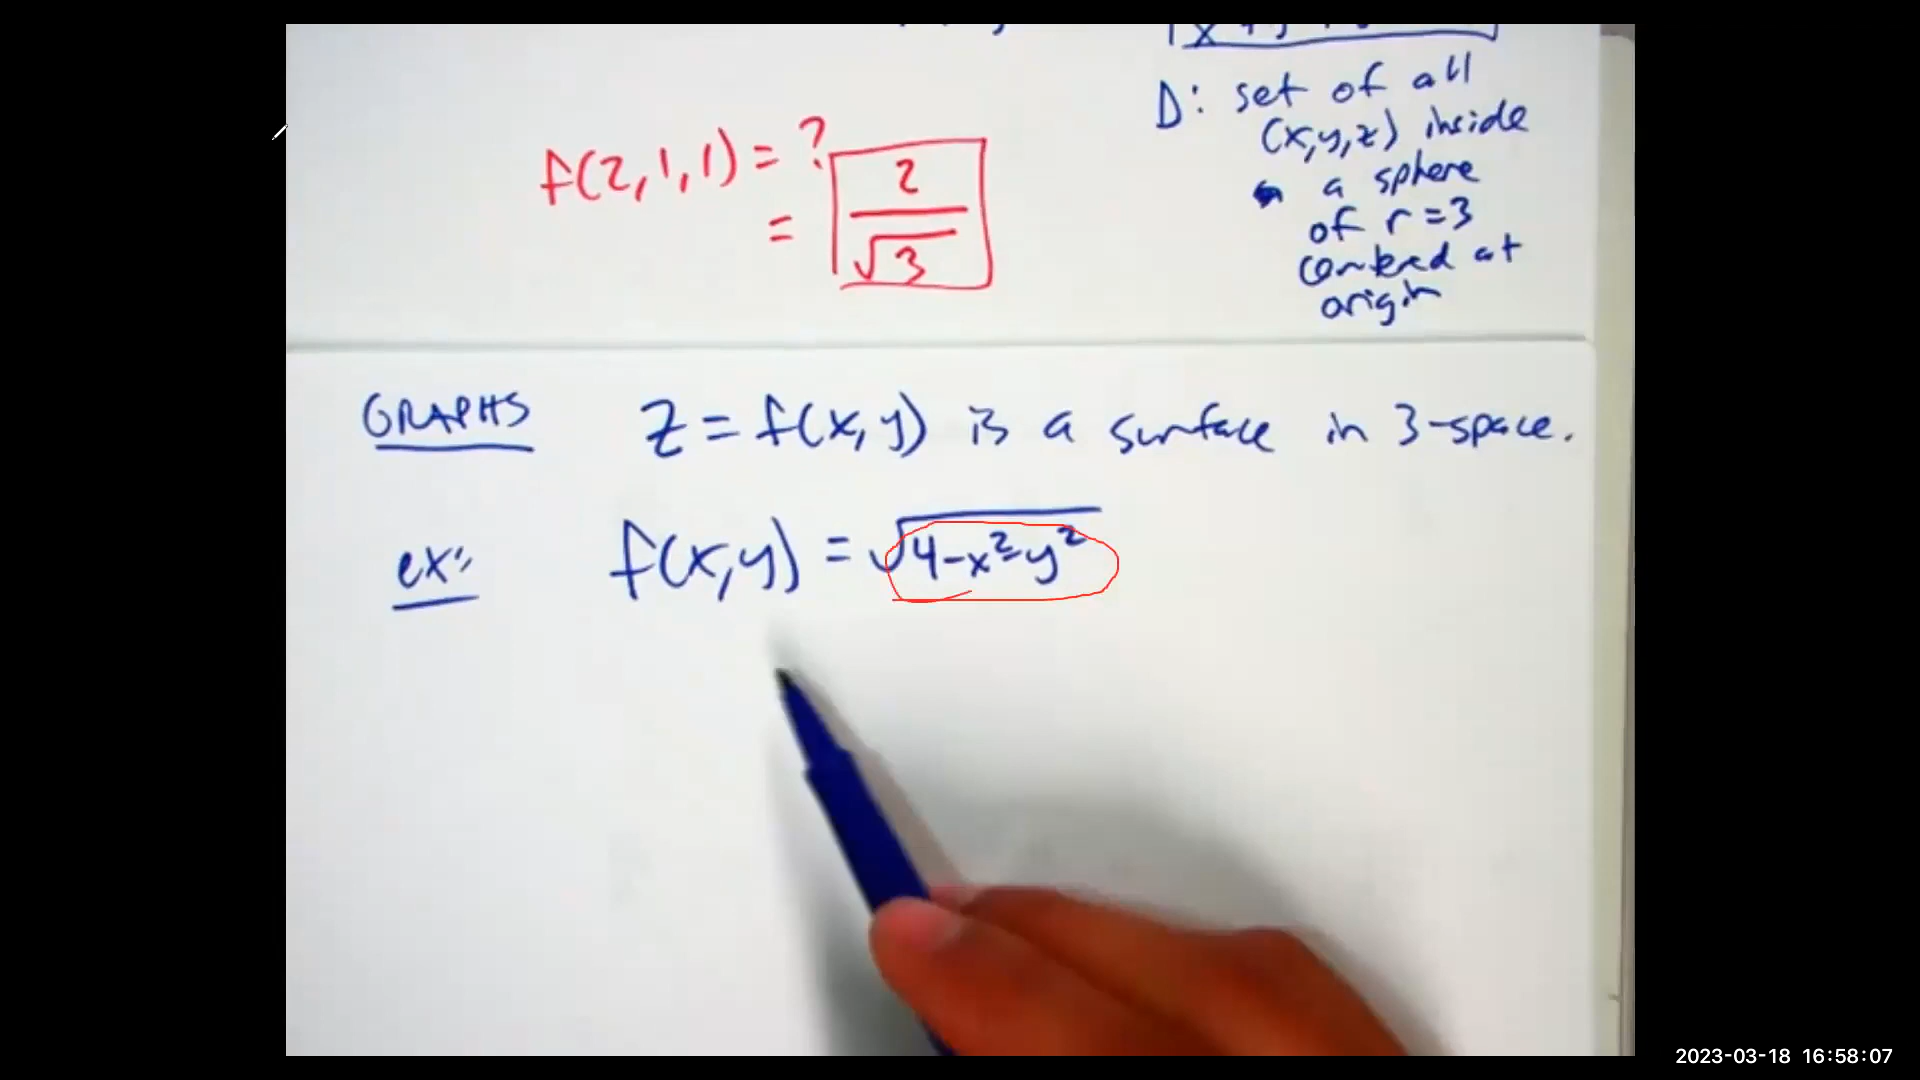 D: set of all
(x,y,z) inside
a sphere
of r = 3
centered at
origin
f(2,1,1) = ?
= 2/√3
GRAPHS z = f(x,y) is a surface in 3-space.
ex: f(x,y) = √4-x²-y²
2023-03-18 16:58:07